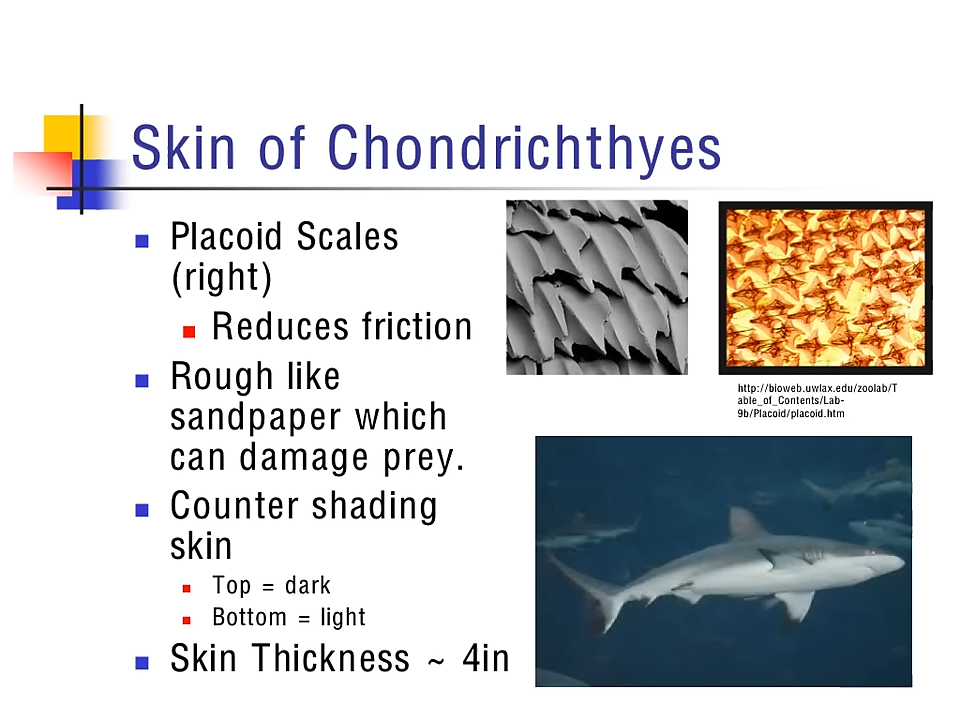 Skin of Chondrichthyes
Placoid Scales
(right)
Reduces friction
Rough like
sandpaper which
can damage prey.
Counter shading
skin
Top = dark
Bottom = light
Skin Thickness ~ 4in
http://bioweb.uwlax.edu/zoolab/T
able_of_Contents/Lab-
9b/Placoid/placoid.htm